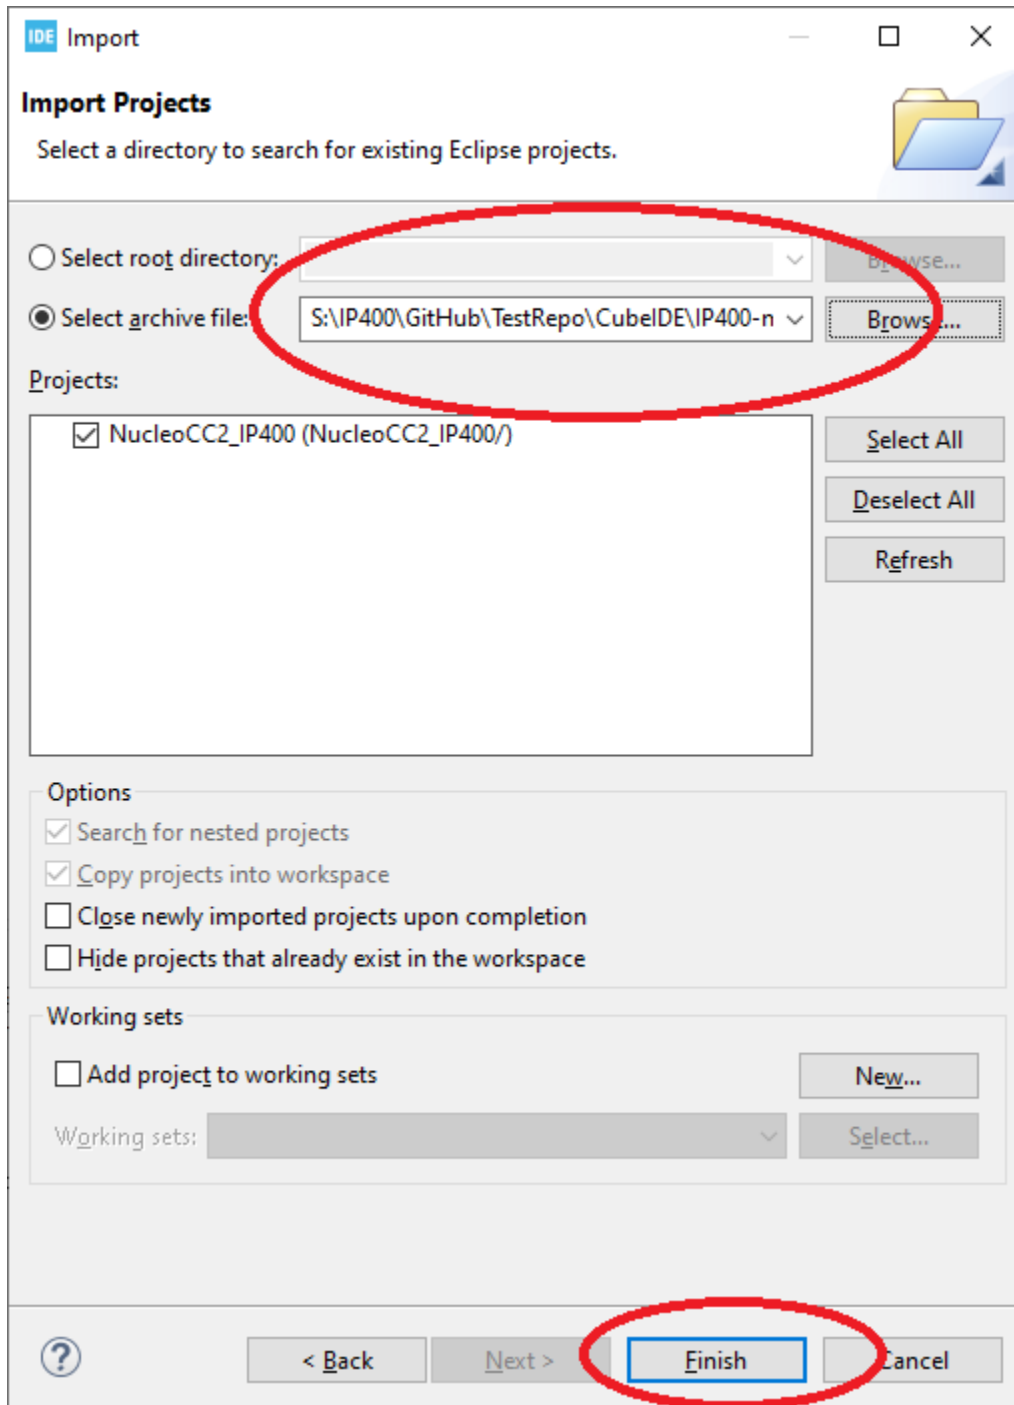 IDE Import
Import Projects
Select a directory to search for existing Eclipse projects.
Select root directory: Browse...
Select archive file: S:\IP400\GitHub\TestRepo\CubeIDE\IP400-n Browse...
Projects:
NucleoCC2_IP400 (NucleoCC2_IP400/)
Select All
Deselect All
Refresh
Options
Search for nested projects
Copy projects into workspace
Close newly imported projects upon completion
Hide projects that already exist in the workspace
Working sets
Add project to working sets New...
Working sets: Select...
? < Back Next > Finish Cancel